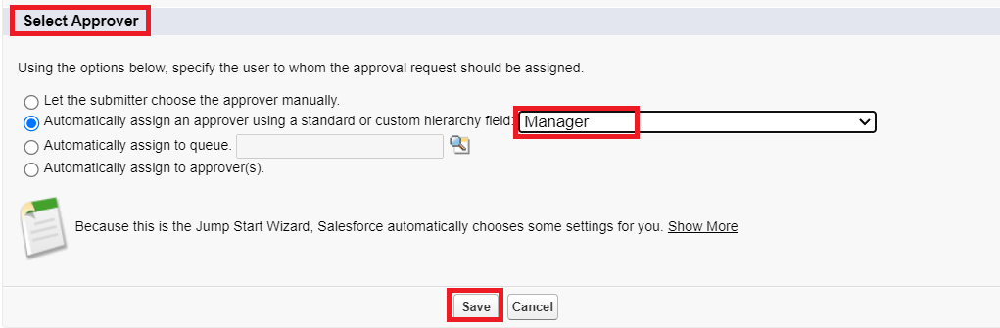 Select Approver
Using the options below, specify the user to whom the approval request should be assigned.
Let the submitter choose the approver manually.
Automatically assign an approver using a standard or custom hierarchy field: Manager
Automatically assign to queue.
Automatically assign to approver(s).
Because this is the Jump Start Wizard, Salesforce automatically chooses some settings for you. Show More
Save Cancel